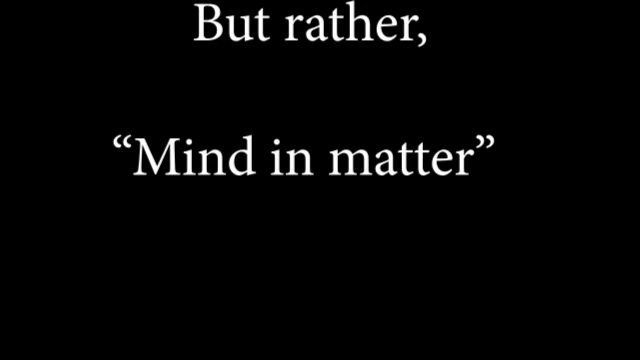 But rather,
“Mind in matter”